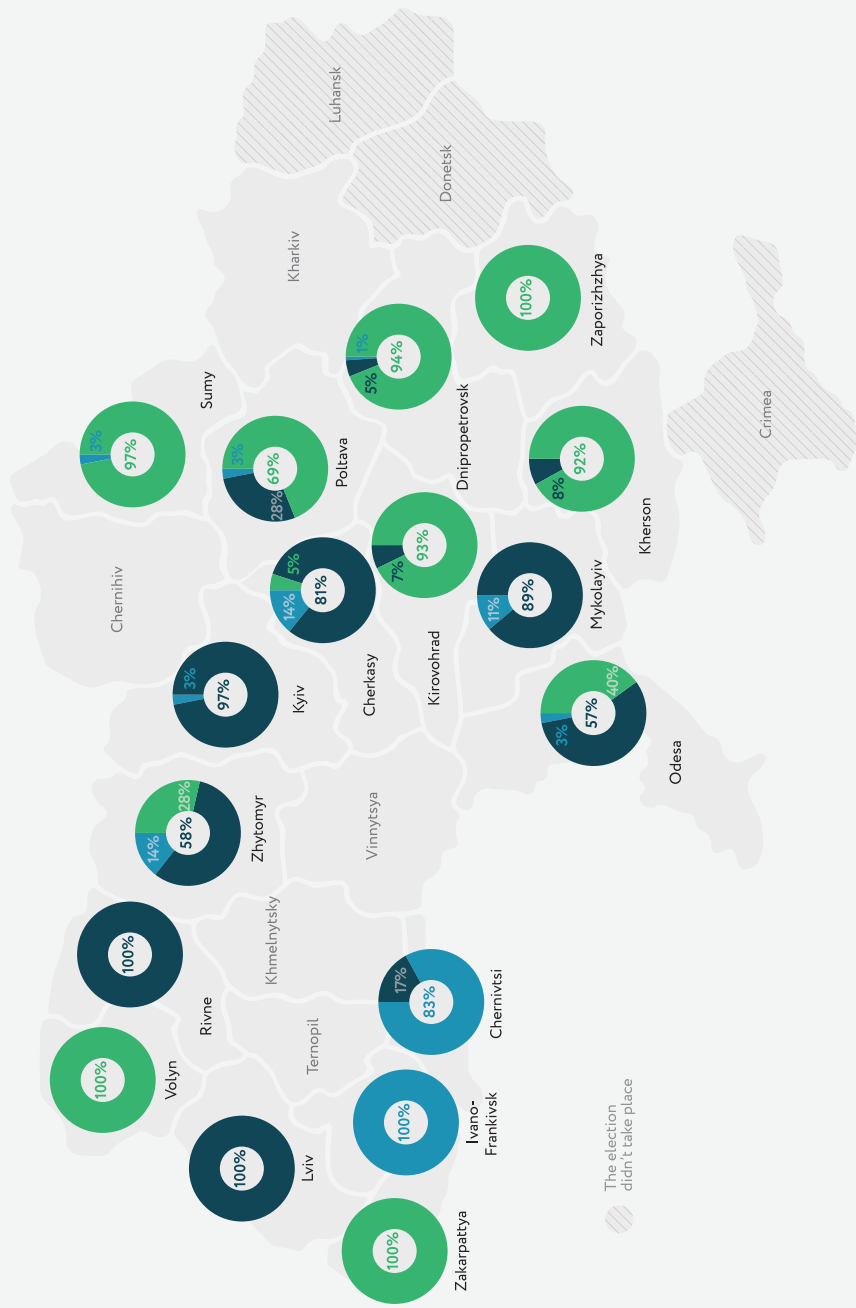 Luhansk
Donetsk
Kharkiv
Crimea
100%
Zaporizhzhya
1%
5%
94%
Dnipropetrovsk
3%
97%
Sumy
3%
69%
28%
Poltava
8%
92%
Kherson
7%
93%
Kirovohrad
11%
89%
Mykolayiv
Chernihiv
5%
14%
81%
Cherkasy
3%
97%
Kyiv
40%
3%
57%
Odesa
28%
14%
58%
Zhytomyr
Vinnytsya
100%
Rivne
Khmelnytsky
Ternopil
17%
83%
Chernivtsi
100%
Volyn
100%
Lviv
100%
Ivano-
Frankivsk
100%
Zakarpattya
The election
didn't take place